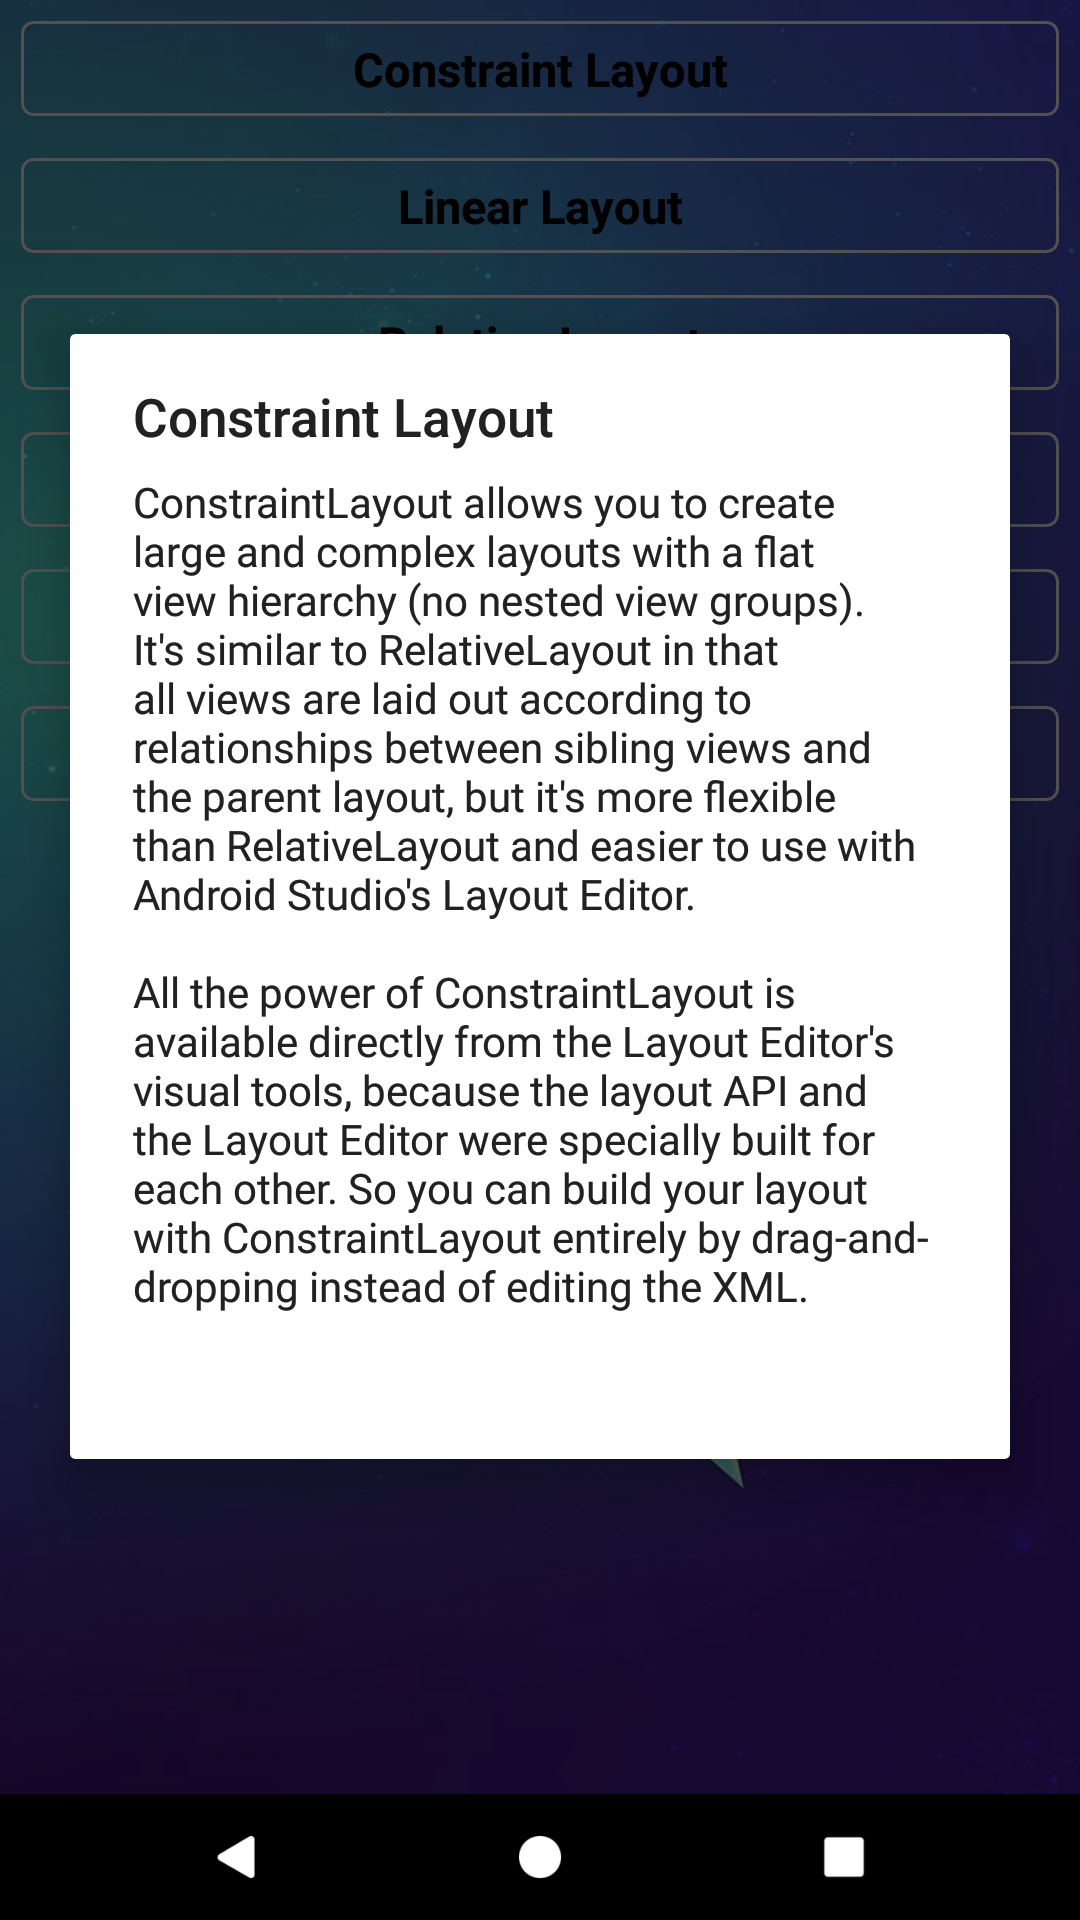 Constraint Layout
Linear Layout
Constraint Layout
ConstraintLayout allows you to create
large and complex layouts with a flat
view hierarchy (no nested view groups).
It's similar to RelativeLayout in that
all views are laid out according to
relationships between sibling views and
the parent layout, but it's more flexible
than RelativeLayout and easier to use with
Android Studio's Layout Editor.
All the power of ConstraintLayout is
available directly from the Layout Editor's
visual tools, because the layout API and
the Layout Editor were specially built for
each other. So you can build your layout
with ConstraintLayout entirely by drag-and-
dropping instead of editing the XML.